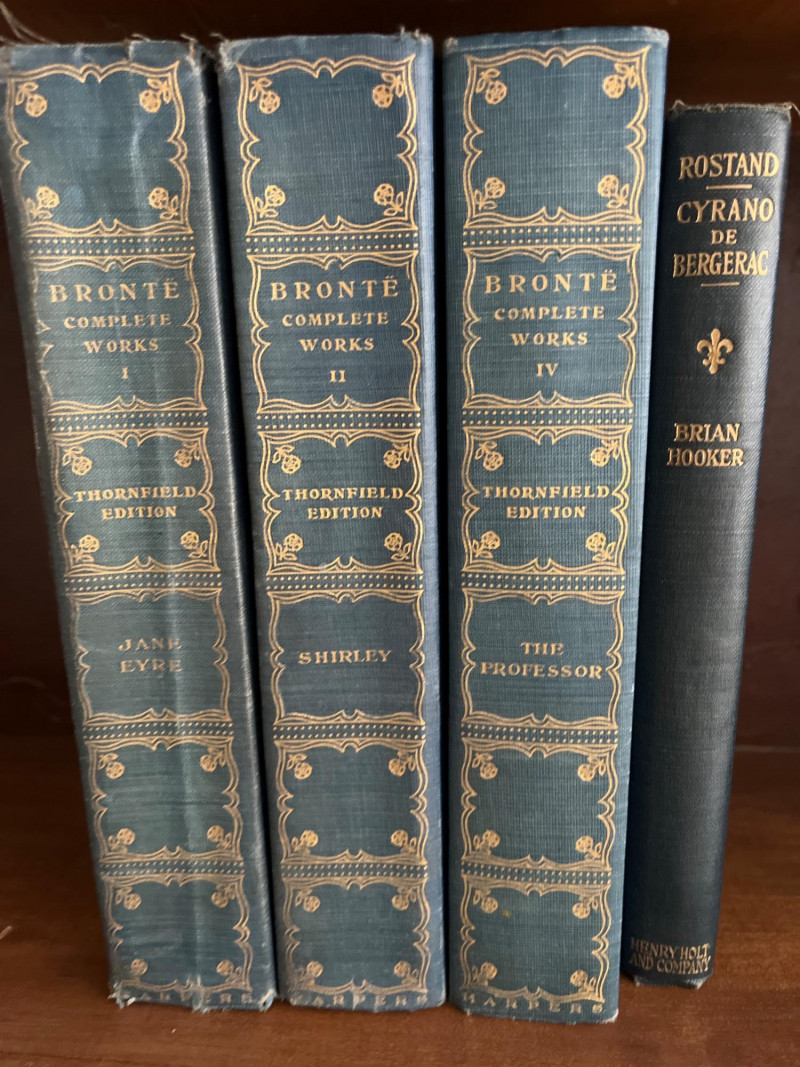 BRONTË
COMPLETE
WORKS
I
THORNFIELD
EDITION
JANE
EYRE
HARPERS
BRONTË
COMPLETE
WORKS
II
THORNFIELD
EDITION
SHIRLEY
HARPERS
BRONTË
COMPLETE
WORKS
IV
THORNFIELD
EDITION
THE
PROFESSOR
HARPERS
ROSTAND
CYRANO
DE
BERGERAC
BRIAN
HOOKER
HENRY HOLT
AND COMPANY